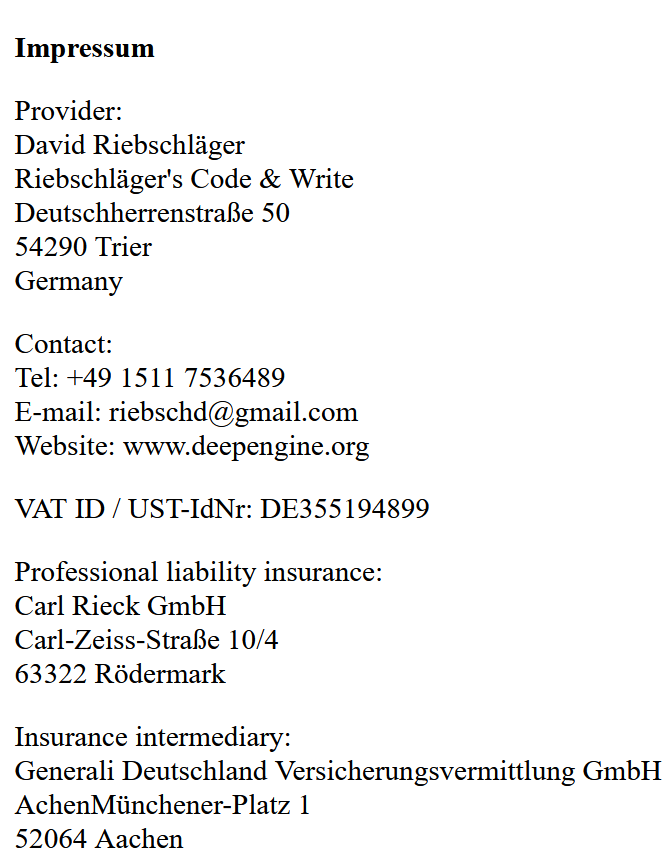 Impressum
Provider:
David Riebschläger
Riebschläger's Code & Write
Deutschherrenstraße 50
54290 Trier
Germany
Contact:
Tel: +49 1511 7536489
E-mail: riebschd@gmail.com
Website: www.deepengine.org
VAT ID / UST-IdNr: DE355194899
Professional liability insurance:
Carl Rieck GmbH
Carl-Zeiss-Straße 10/4
63322 Rödermark
Insurance intermediary:
Generali Deutschland Versicherungsvermittlung GmbH
AchenMünchener-Platz 1
52064 Aachen